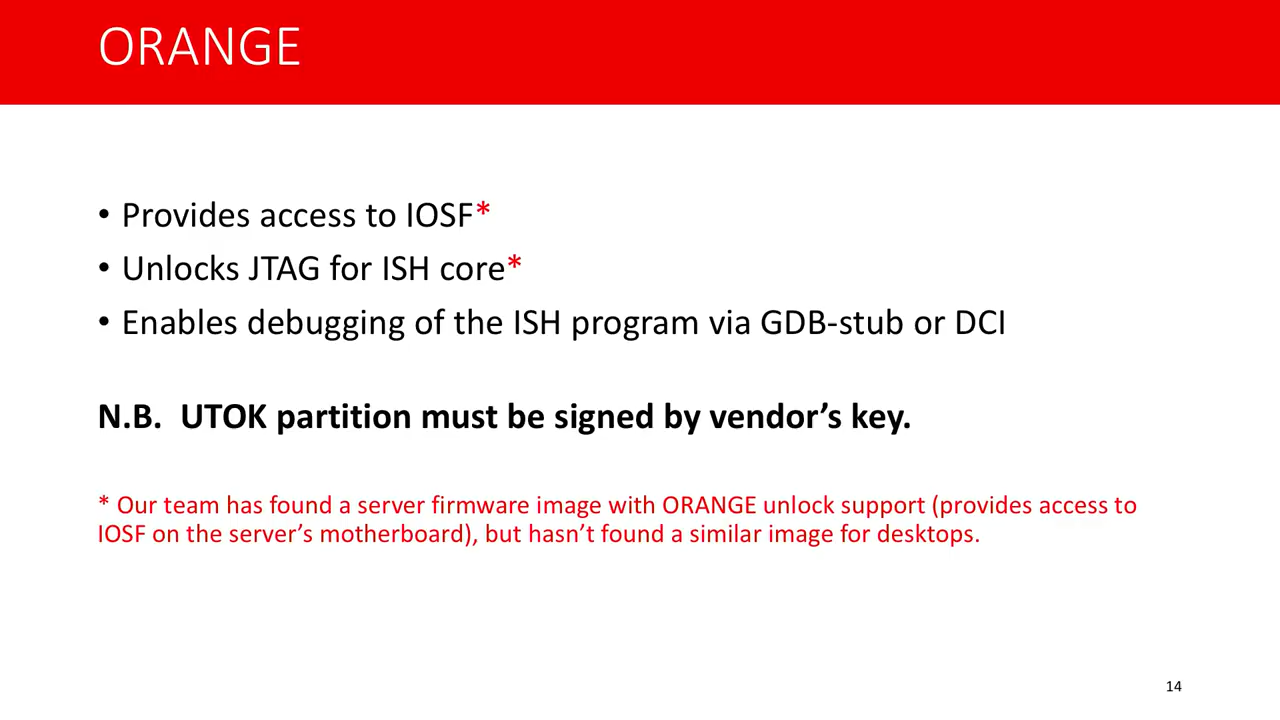 ORANGE
• Provides access to IOSF*
• Unlocks JTAG for ISH core*
• Enables debugging of the ISH program via GDB-stub or DCI
N.B.  UTOK partition must be signed by vendor’s key.
* Our team has found a server firmware image with ORANGE unlock support (provides access to
IOSF on the server’s motherboard), but hasn’t found a similar image for desktops.
14